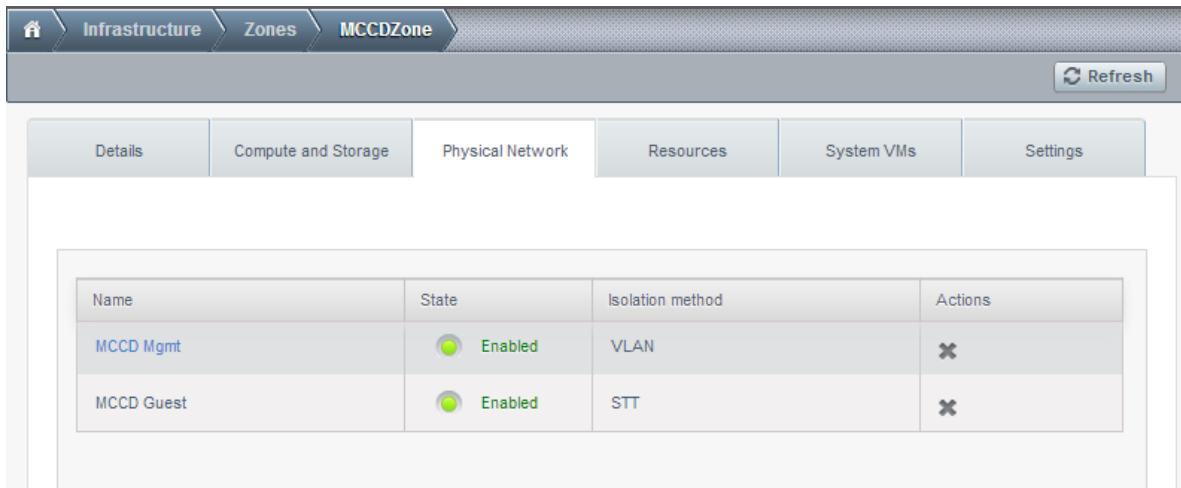 Infrastructure Zones MCCDZone
Refresh
Details Compute and Storage Physical Network Resources System VMs Settings
Name State Isolation method Actions
MCCD Mgmt Enabled VLAN
MCCD Guest Enabled STT